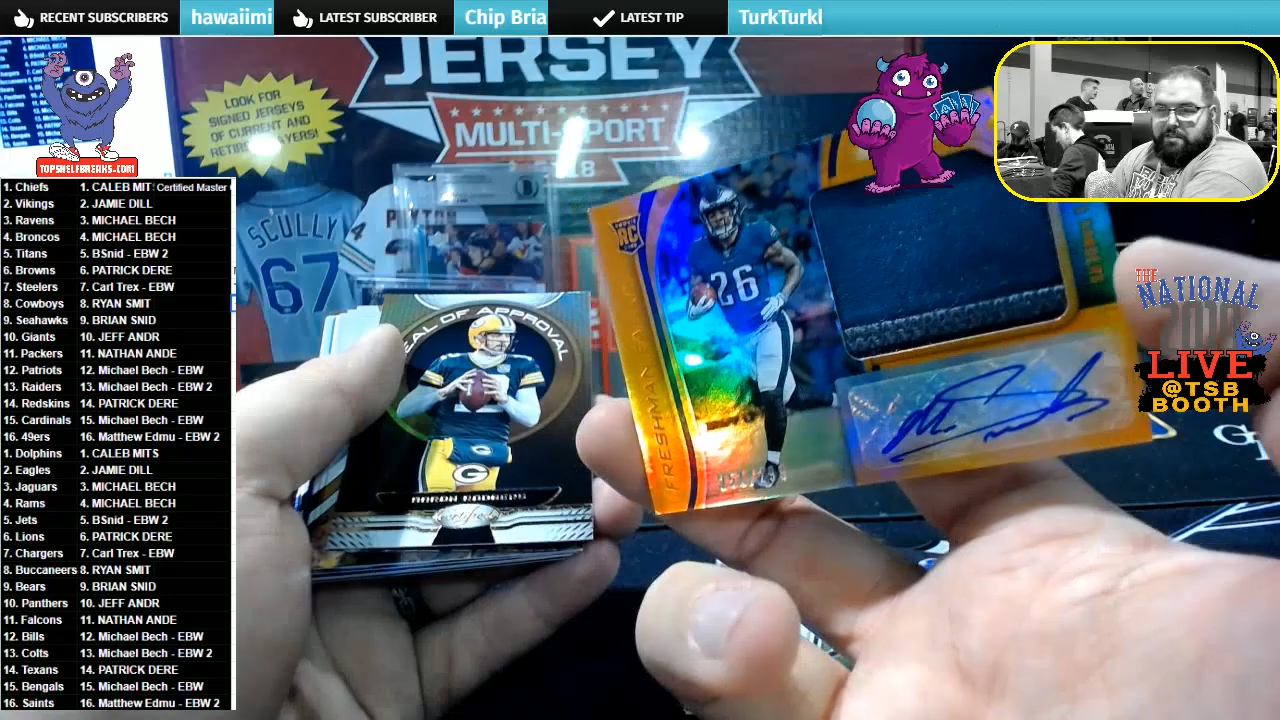 RECENT SUBSCRIBERS
hawaiimi
LATEST SUBSCRIBER
Chip Bria
LATEST TIP
TurkTurkl
JERSEY
MULTI-SPORT
LOOK FOR
SIGNED JERSEYS
OF CURRENT AND
SCULLY
67
PEYTON
TOPSHELFBREAKS.COM
1. Chiefs 1. CALEB MIT Certified Master
2. Vikings 2. JAMIE DILL
3. Ravens 3. MICHAEL BECH
4. Broncos 4. MICHAEL BECH
5. Titans 5. BSnid - EBW 2
6. Browns 6. PATRICK DERE
7. Steelers 7. Carl Trex - EBW
8. Cowboys 8. RYAN SMIT
9. Seahawks 9. BRIAN SNID
10. Giants 10. JEFF ANDR
11. Packers 11. NATHAN ANDE
12. Patriots 12. Michael Bech - EBW
13. Raiders 13. Michael Bech - EBW 2
14. Redskins 14. PATRICK DERE
15. Cardinals 15. Michael Bech - EBW
16. 49ers 16. Matthew Edmu - EBW 2
1. Dolphins 1. CALEB MITS
2. Eagles 2. JAMIE DILL
3. Jaguars 3. MICHAEL BECH
4. Rams 4. MICHAEL BECH
5. Jets 5. BSnid - EBW 2
6. Lions 6. PATRICK DERE
7. Chargers 7. Carl Trex - EBW
8. Buccaneers 8. RYAN SMIT
9. Bears 9. BRIAN SNID
10. Panthers 10. JEFF ANDR
11. Falcons 11. NATHAN ANDE
12. Bills 12. Michael Bech - EBW
13. Colts 13. Michael Bech - EBW 2
14. Texans 14. PATRICK DERE
15. Bengals 15. Michael Bech - EBW
16. Saints 16. Matthew Edmu - EBW 2
SEAL OF APPROVAL
G
AARON RODGERS
Certified
RC
26
FRESHMAN
THE
NATIONAL
2018
LIVE
@TSB
BOOTH